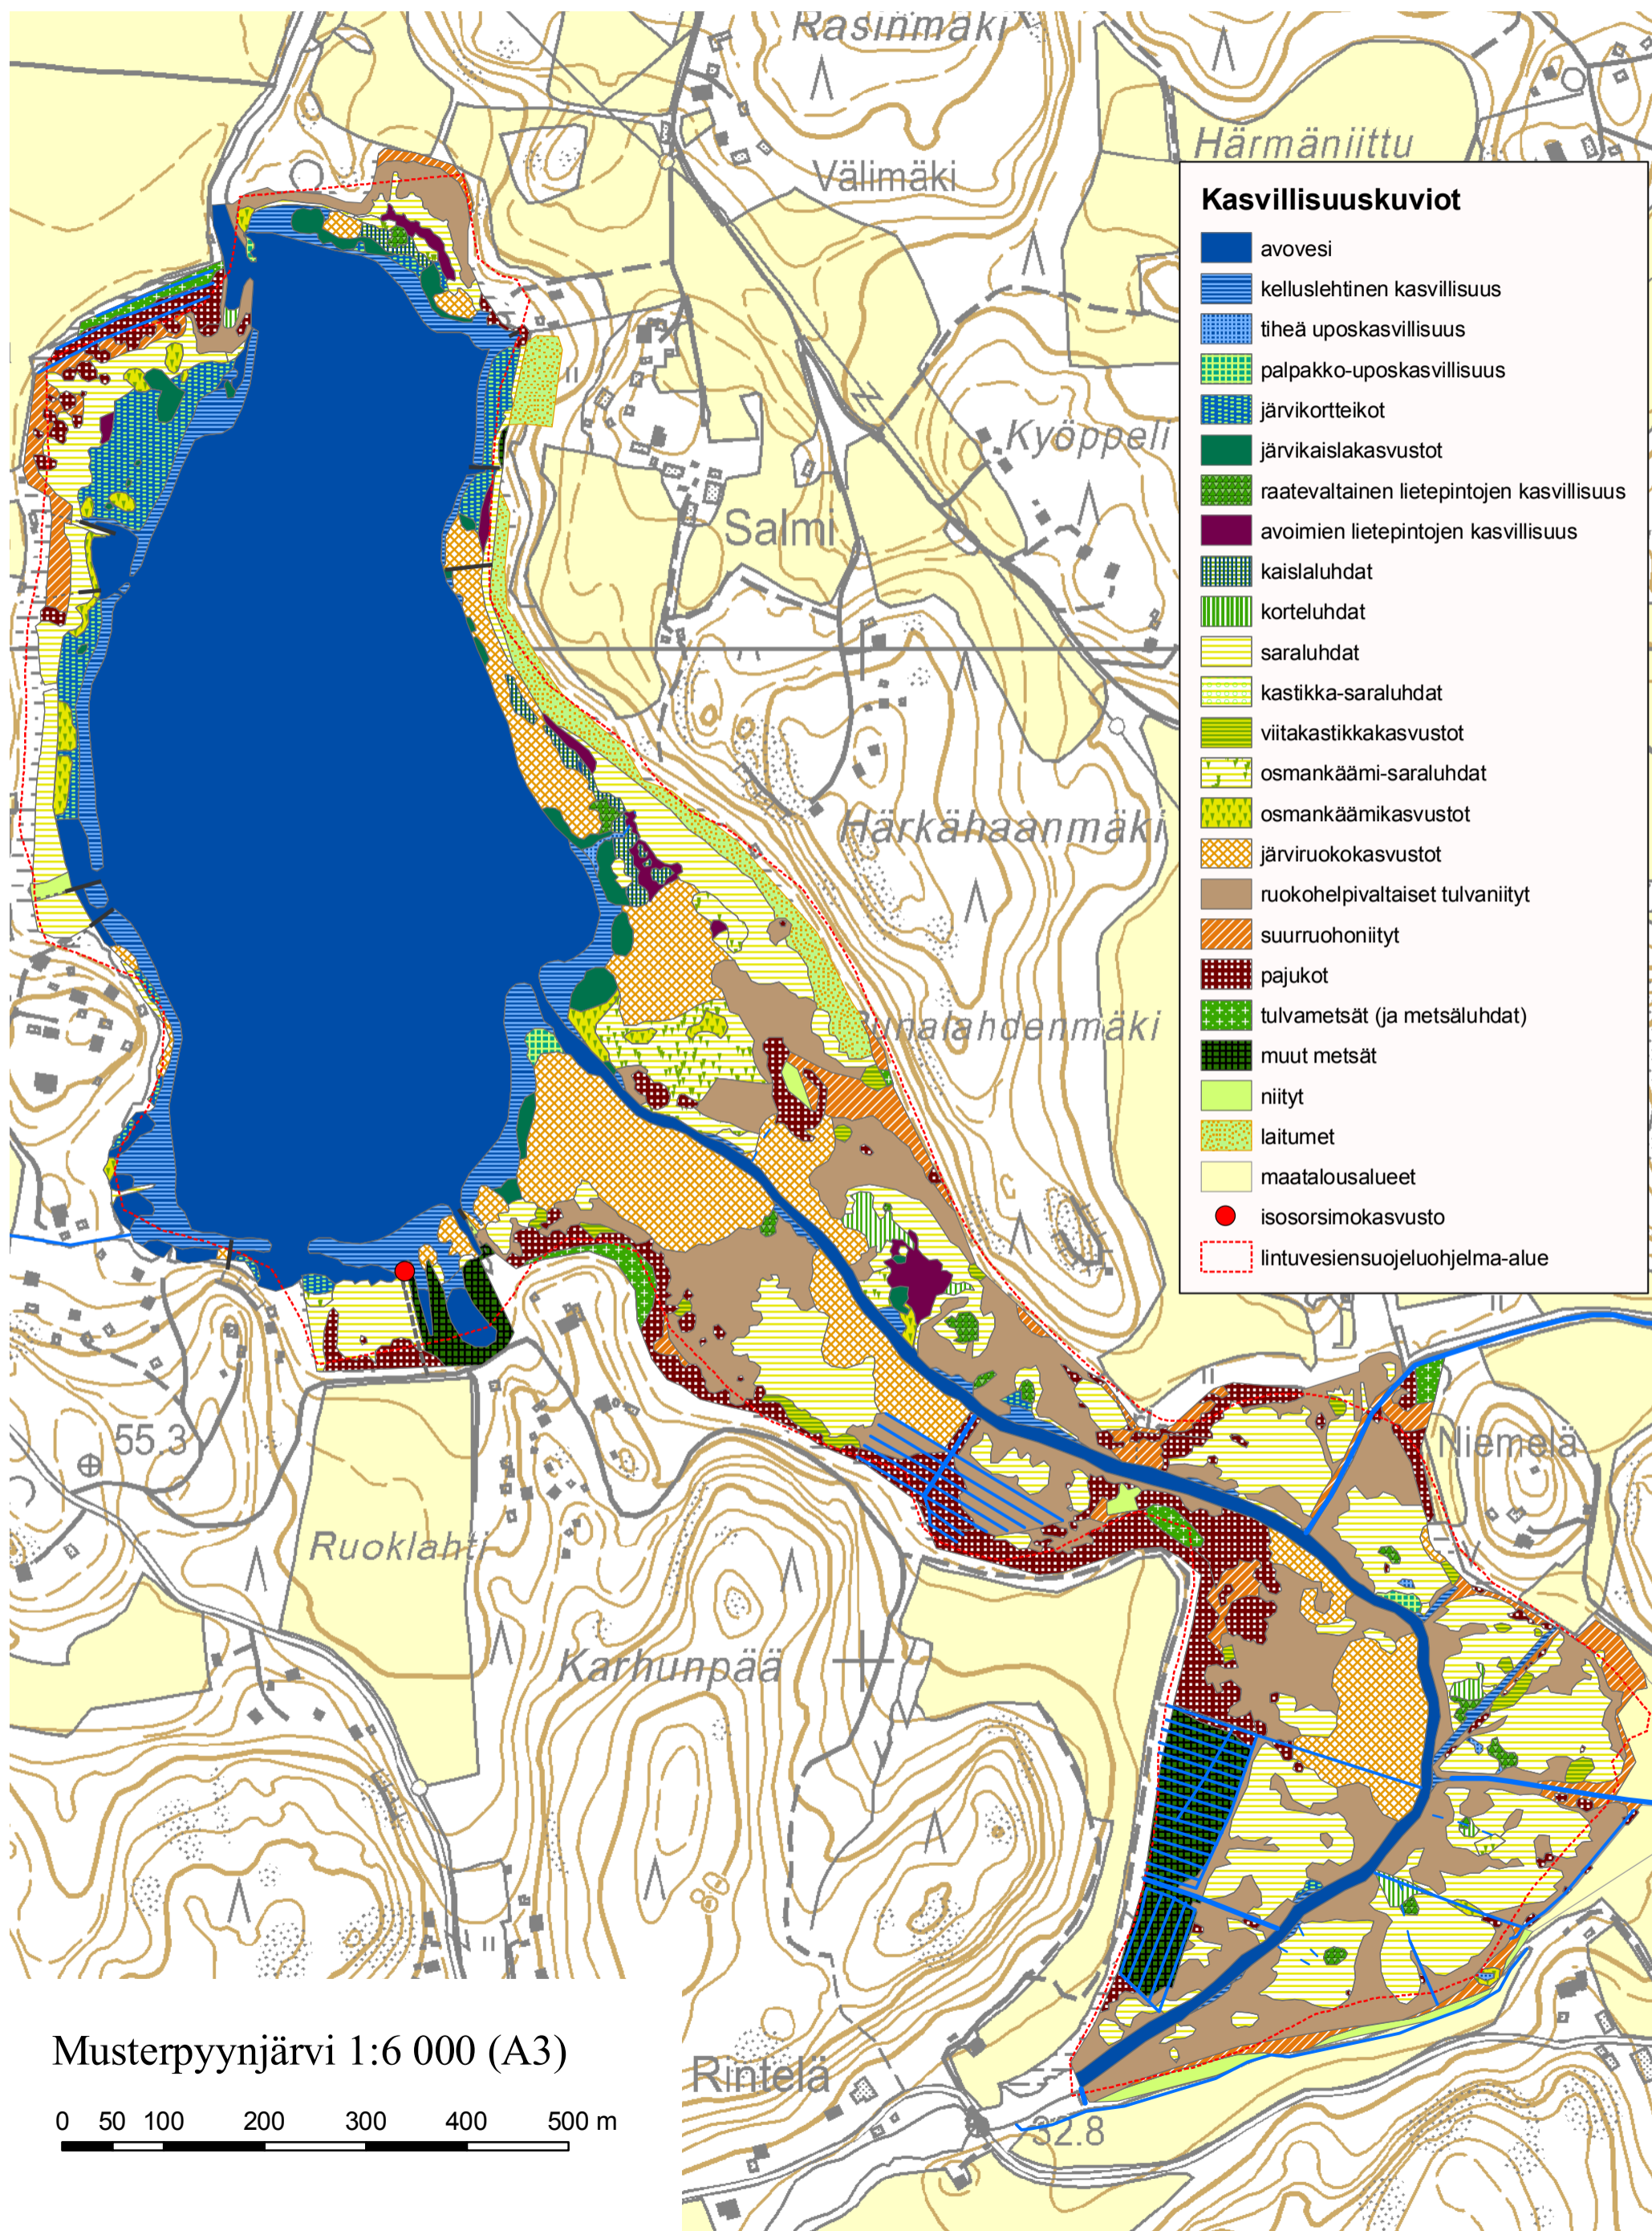 Rasinmäki
Härmäniittu
Välimäki
Kasvillisuuskuviot
avovesi
kelluslehtinen kasvillisuus
tiheä uposkasvillisuus
palpakko-uposkasvillisuus
järvikortteikot
järvikaislakasvustot
raatevaltainen lietepintojen kasvillisuus
avoimien lietepintojen kasvillisuus
kaislaluhdat
korteluhdat
saraluhdat
kastikka-saraluhdat
viitakastikkakasvustot
osmankäämi-saraluhdat
osmankäämikasvustot
järviruokokasvustot
ruokohelpivaltaiset tulvaniityt
suurruohoniityt
pajukot
tulvametsät (ja metsäluhdat)
muut metsät
niityt
laitumet
maatalousalueet
isosorsimokasvusto
lintuvesiensuojeluohjelma-alue
Kyöppeli
Salmi
Härkähaanmäki
unalahdenmäki
55.3
Niemelä
Ruoklahti
Karhunpää
80
Musterpyynjärvi 1:6 000 (A3)
Rintelä
0 50 100 200 300 400 500 m
32.8